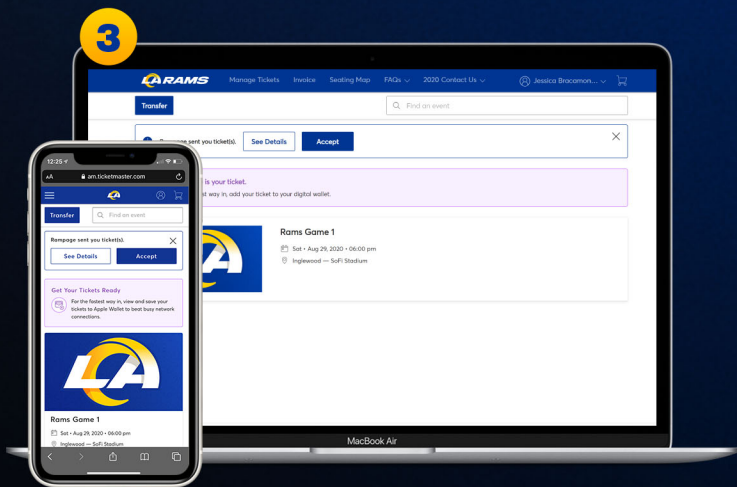 3
LA RAMS Manage Tickets Invoice Seating Map FAQs 2020 Contact Us Jessica Bracamon...
Transfer Find an event
sent you ticket(s). See Details Accept
is your ticket.
way in, add your ticket to your digital wallet.
Rams Game 1
Sat • Aug 29, 2020 • 06:00 pm
Inglewood — SoFi Stadium
MacBook Air
12:25
AA am.ticketmaster.com
LA
Transfer Find an event
Rampage sent you ticket(s).
See Details Accept
Get Your Tickets Ready
For the fastest way in, view and save your
tickets to Apple Wallet to beat busy network
connections.
LA
Rams Game 1
Sat • Aug 29, 2020 • 06:00 pm
Inglewood — SoFi Stadium